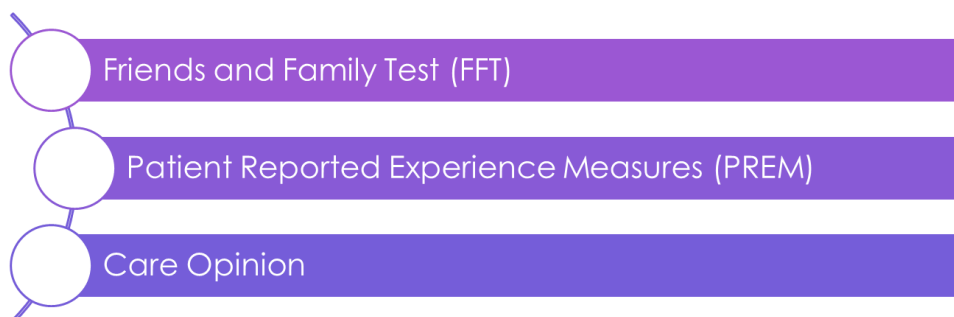 Friends and Family Test (FFT)
Patient Reported Experience Measures (PREM)
Care Opinion